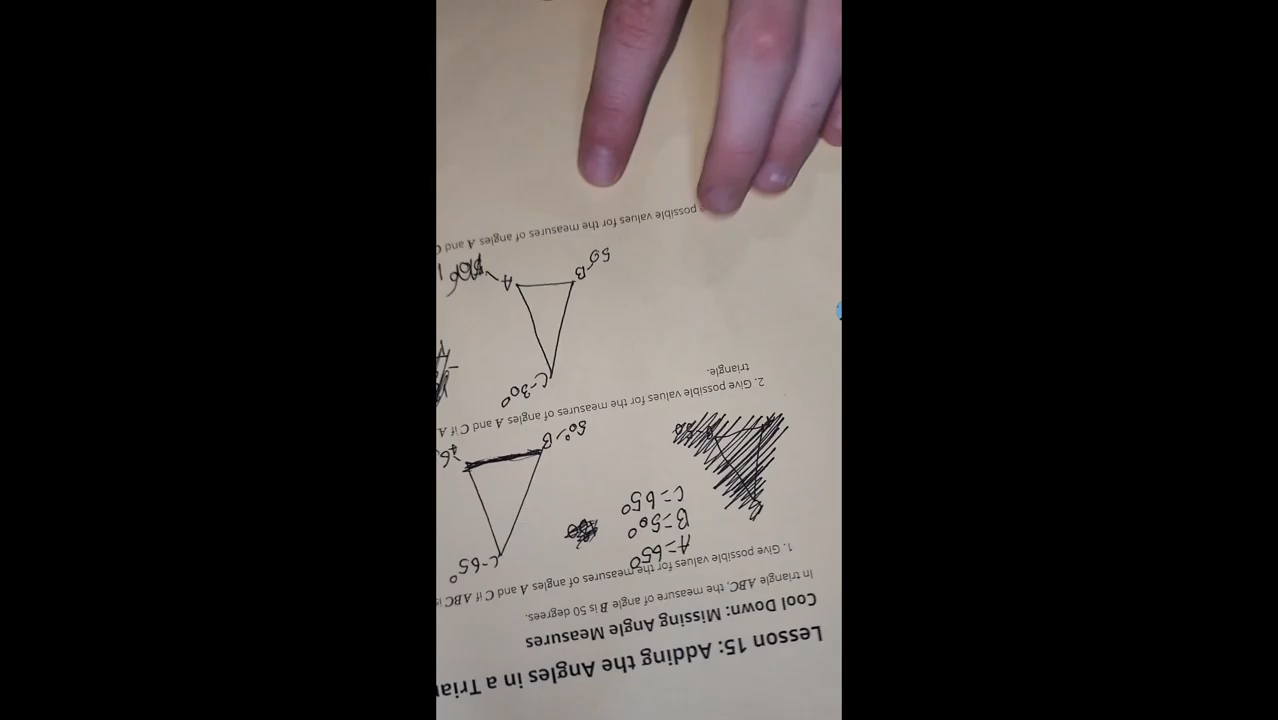 Lesson 15: Adding the Angles in a Trian
Cool Down: Missing Angle Measures
In triangle ABC, the measure of angle B is 50 degrees.
1. Give possible values for the measures of angles A and C if ABC is
A=65°
B=50°
C=65°
C-65°
50°-B
2. Give possible values for the measures of angles A and C if A
triangle.
C-30°
A
B-50
possible values for the measures of angles A and C